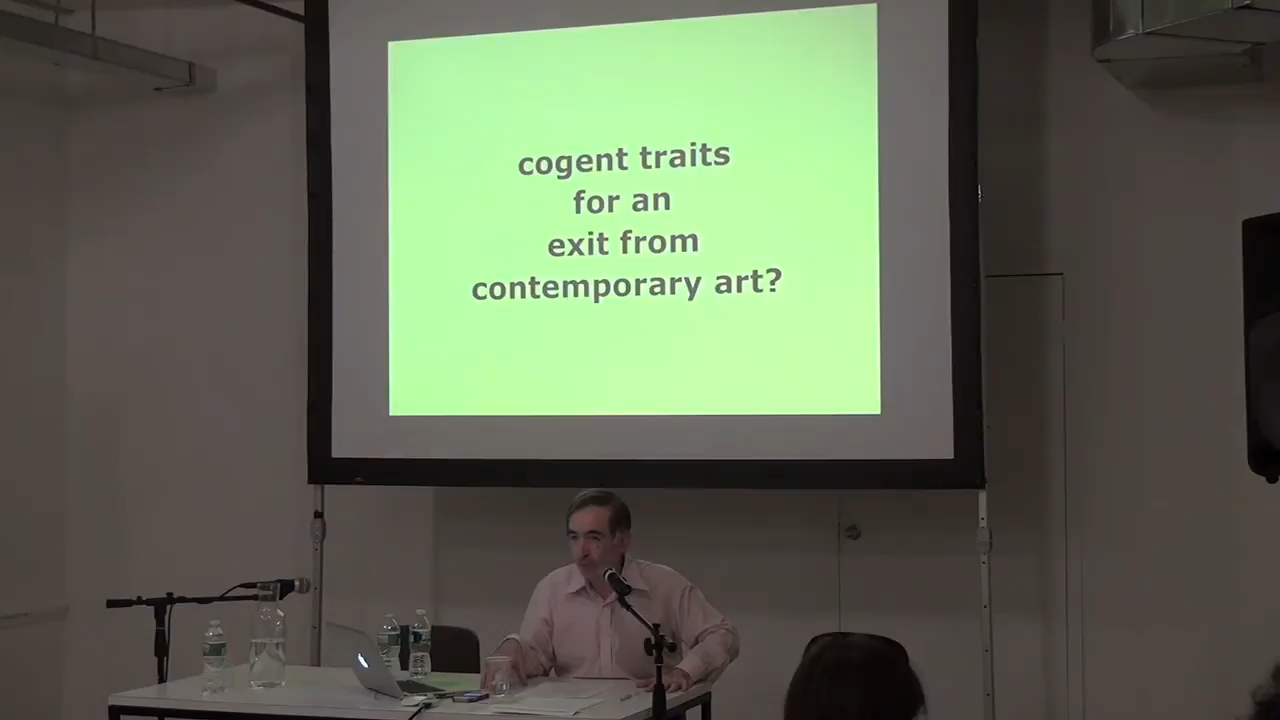 cogent traits
for an
exit from
contemporary art?